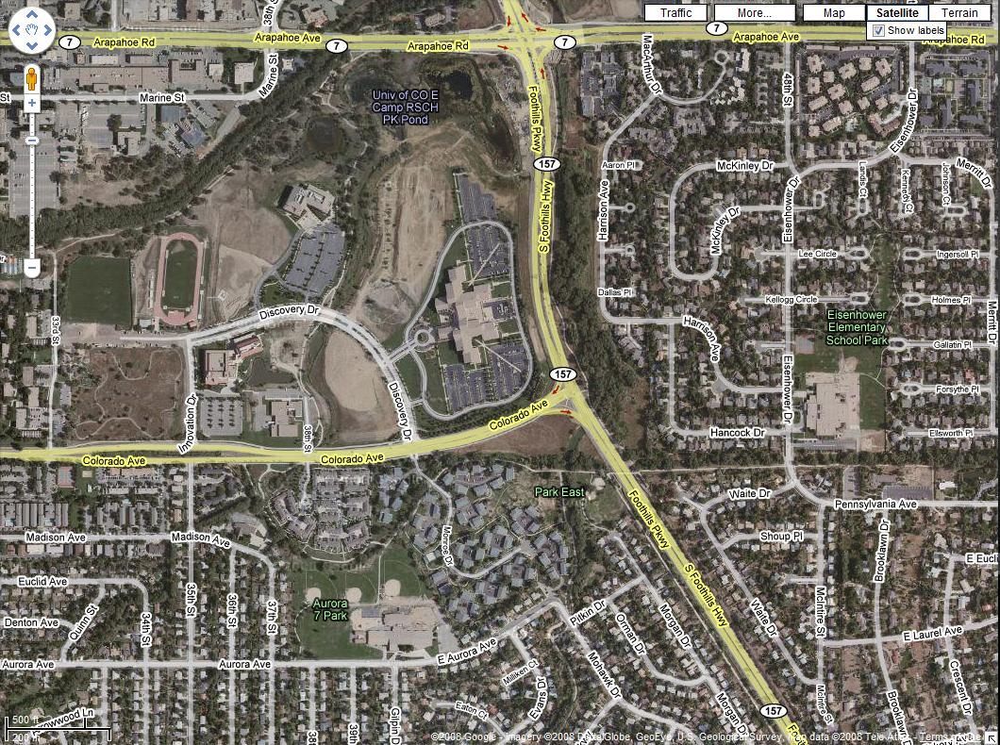 Traffic
More...
Map
Satellite
Terrain
Show labels
38th St
7
Arapahoe Rd
Arapahoe Ave
7
Arapahoe Rd
7
7
Arapahoe Ave
Arapahoe Rd
Marine St
St
Marine St
Univ of CO E
Camp RSCH
PK Pond
Foothills Pkwy
MacArthur Dr
48th St
Eisenhower Dr
157
S Foothills Hwy
Aaron Pl
McKinley Dr
Landis Ct
Kennedy Ct
Johnson Ct
Merritt Dr
Harrison Ave
McKinley Dr
Eisenhower Dr
Lee Circle
Ingersoll Pl
Dallas Pl
Kellogg Circle
Holmes Pl
Discovery Dr
33rd St
Harrison Ave
Eisenhower
Elementary
School Park
Merritt Dr
Gallatin Pl
157
Eisenhower Dr
Forsythe Pl
Innovation Dr
Discovery Dr
Colorado Ave
38th St
Hancock Dr
Ellsworth Pl
Colorado Ave
Colorado Ave
Park East
Foothills Pkwy
Waite Dr
Pennsylvania Ave
Madison Ave
Madison Ave
Monroe Dr
Shoup Pl
Brooklawn Dr
E Eucli
Euclid Ave
S Foothills Hwy
35th St
36th St
37th St
Aurora
7 Park
Pitkin Dr
Morgan Dr
Waite Dr
McIntire St
Denton Ave
Quinn St
34th St
Orman Dr
E Laurel Ave
E Aurora Ave
Aurora Ave
Aurora Ave
Mohawk Dr
Milliken Ct
Evans Dr
Crescent Dr
McIntire St
Brooklawn D
Eaton Ct
Morgan Dr
157
38th
39th
Gilpin D
500 ft
200 m
©2008 Google - Imagery ©2008 DigitalGlobe, GeoEye, U.S. Geological Survey, Map data ©2008 Tele Atlas - Terms of Use